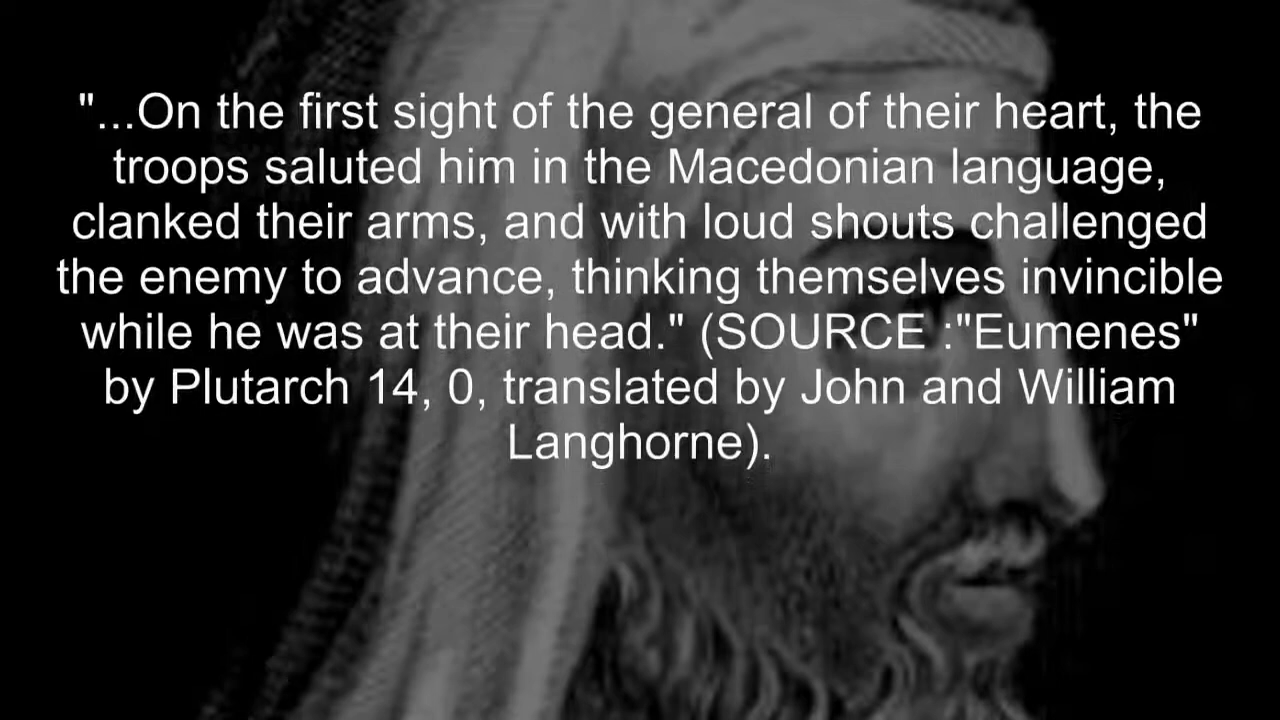 "...On the first sight of the general of their heart, the
troops saluted him in the Macedonian language,
clanked their arms, and with loud shouts challenged
the enemy to advance, thinking themselves invincible
while he was at their head." (SOURCE :"Eumenes"
by Plutarch 14, 0, translated by John and William
Langhorne).